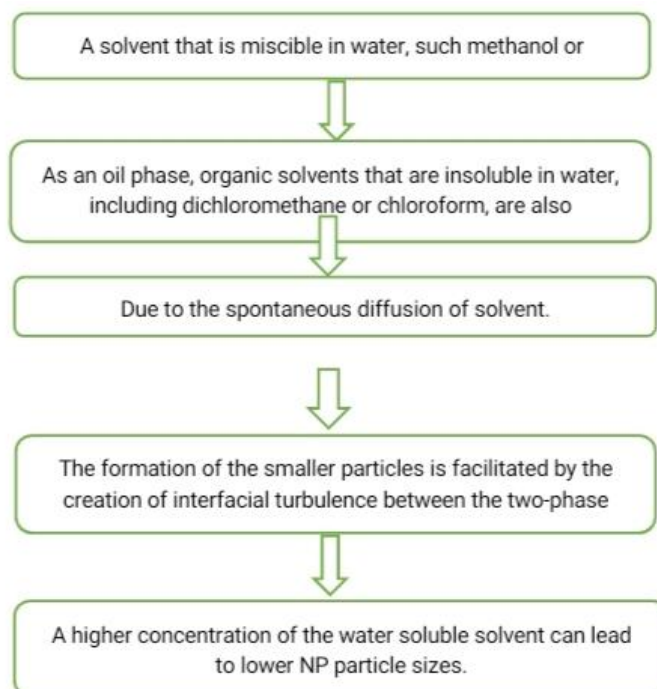 A solvent that is miscible in water, such methanol or
As an oil phase, organic solvents that are insoluble in water,
including dichloromethane or chloroform, are also
Due to the spontaneous diffusion of solvent.
The formation of the smaller particles is facilitated by the
creation of interfacial turbulence between the two-phase
A higher concentration of the water soluble solvent can lead
to lower NP particle sizes.